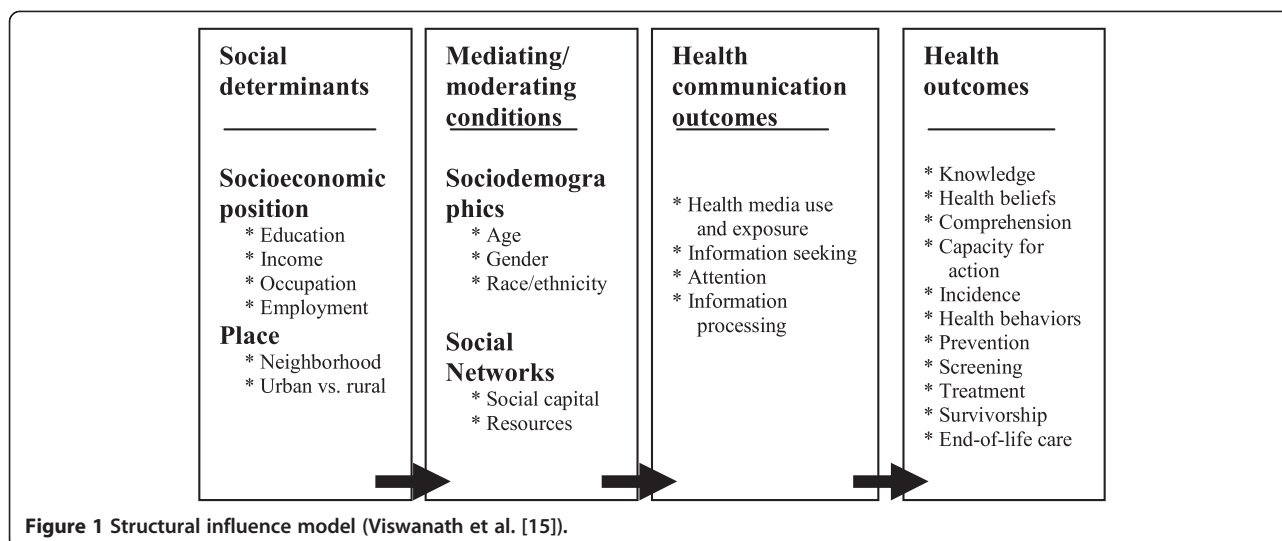 Social
determinants
Socioeconomic
position
* Education
* Income
* Occupation
* Employment
Place
* Neighborhood
* Urban vs. rural
Mediating/
moderating
conditions
Sociodemogra
phics
* Age
* Gender
* Race/ethnicity
Social
Networks
* Social capital
* Resources
Health
communication
outcomes
* Health media use
and exposure
* Information seeking
* Attention
* Information
processing
Health
outcomes
* Knowledge
* Health beliefs
* Comprehension
* Capacity for
action
* Incidence
* Health behaviors
* Prevention
* Screening
* Treatment
* Survivorship
* End-of-life care
Figure 1 Structural influence model (Viswanath et al. [15]).